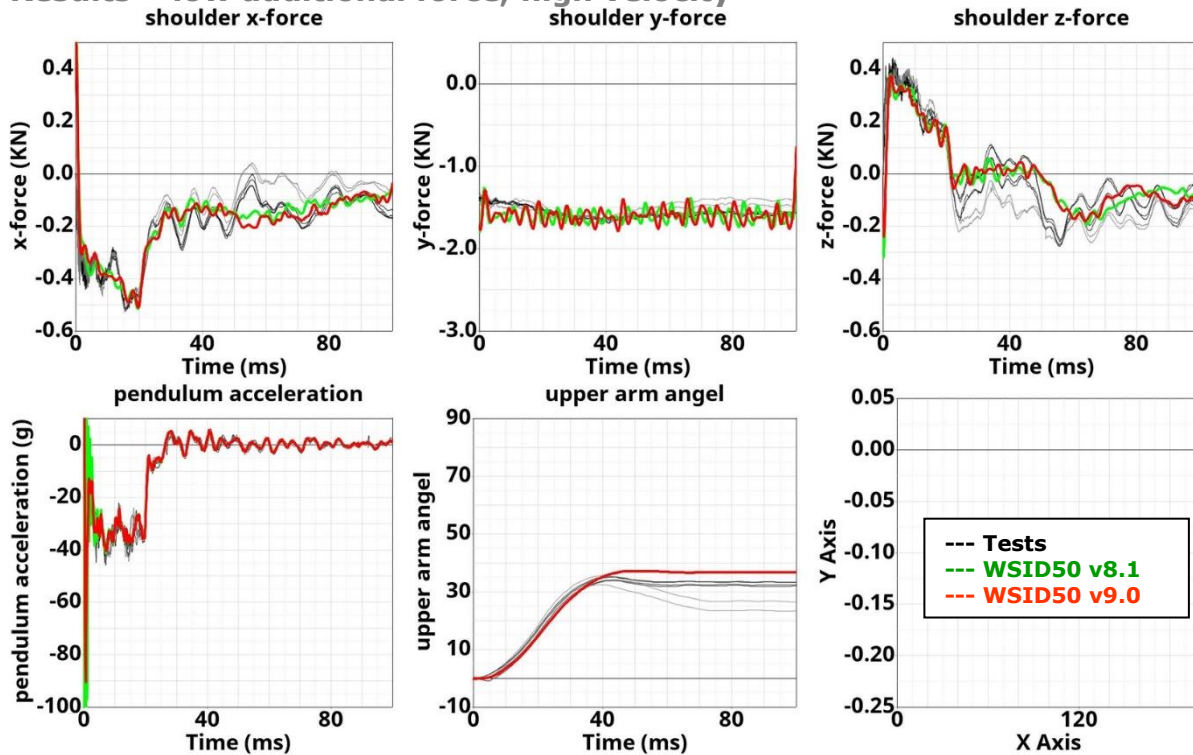 Results – low additional force, high velocity
shoulder x-force
shoulder y-force
shoulder z-force
x-force (KN)
0.4
0.2
0.0
-0.2
-0.4
-0.6
0
40
80
Time (ms)
y-force (KN)
0.0
-1.0
-2.0
-3.0
0
40
80
Time (ms)
z-force (KN)
0.4
0.2
0.0
-0.2
-0.4
-0.6
0
40
80
Time (ms)
pendulum acceleration
upper arm angel
pendulum acceleration (g)
0
-20
-40
-60
-80
-100
0
40
80
Time (ms)
upper arm angel
90
70
50
30
10
-10
0
40
80
Time (ms)
Y Axis
0.05
0.00
-0.05
-0.10
-0.15
-0.20
-0.25
0
120
X Axis
--- Tests
--- WSID50 v8.1
--- WSID50 v9.0